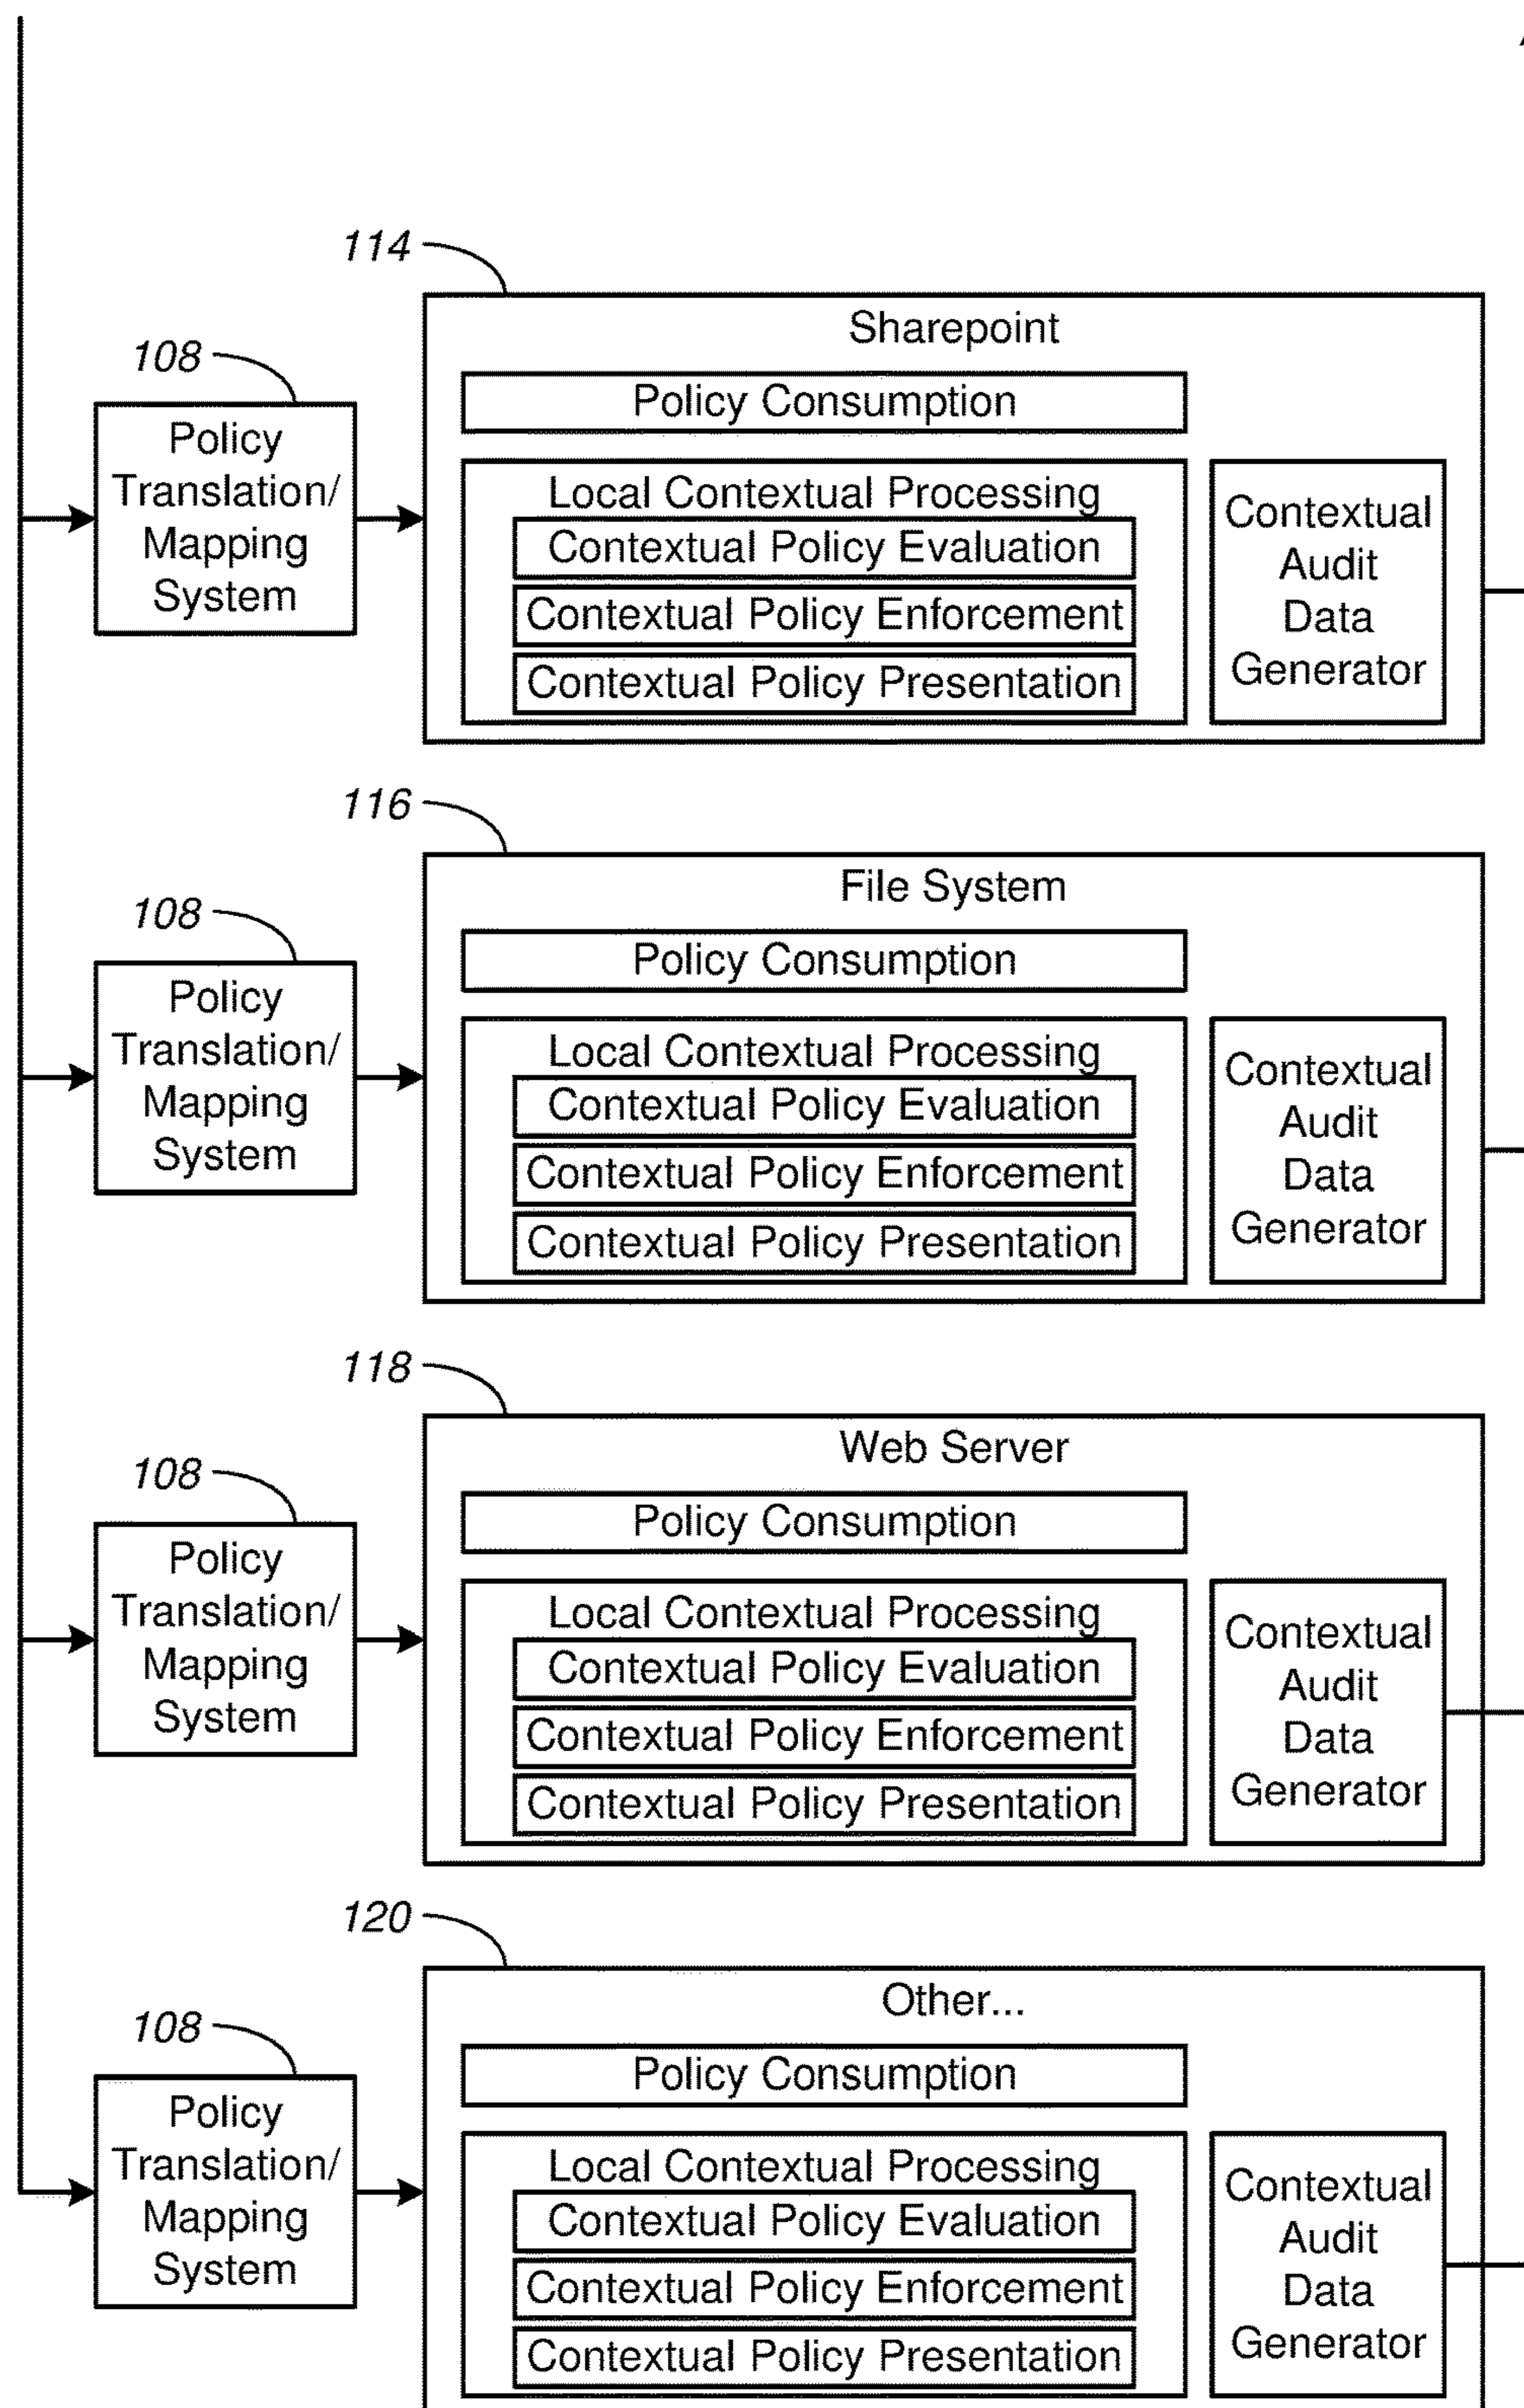 114
Sharepoint
108
Policy Consumption
Policy
Translation/
Mapping
System
Local Contextual Processing
Contextual Policy Evaluation
Contextual Policy Enforcement
Contextual Policy Presentation
Contextual
Audit
Data
Generator
116
File System
108
Policy Consumption
Policy
Translation/
Mapping
System
Local Contextual Processing
Contextual Policy Evaluation
Contextual Policy Enforcement
Contextual Policy Presentation
Contextual
Audit
Data
Generator
118
Web Server
108
Policy Consumption
Policy
Translation/
Mapping
System
Local Contextual Processing
Contextual Policy Evaluation
Contextual Policy Enforcement
Contextual Policy Presentation
Contextual
Audit
Data
Generator
120
Other...
108
Policy Consumption
Policy
Translation/
Mapping
System
Local Contextual Processing
Contextual Policy Evaluation
Contextual Policy Enforcement
Contextual Policy Presentation
Contextual
Audit
Data
Generator